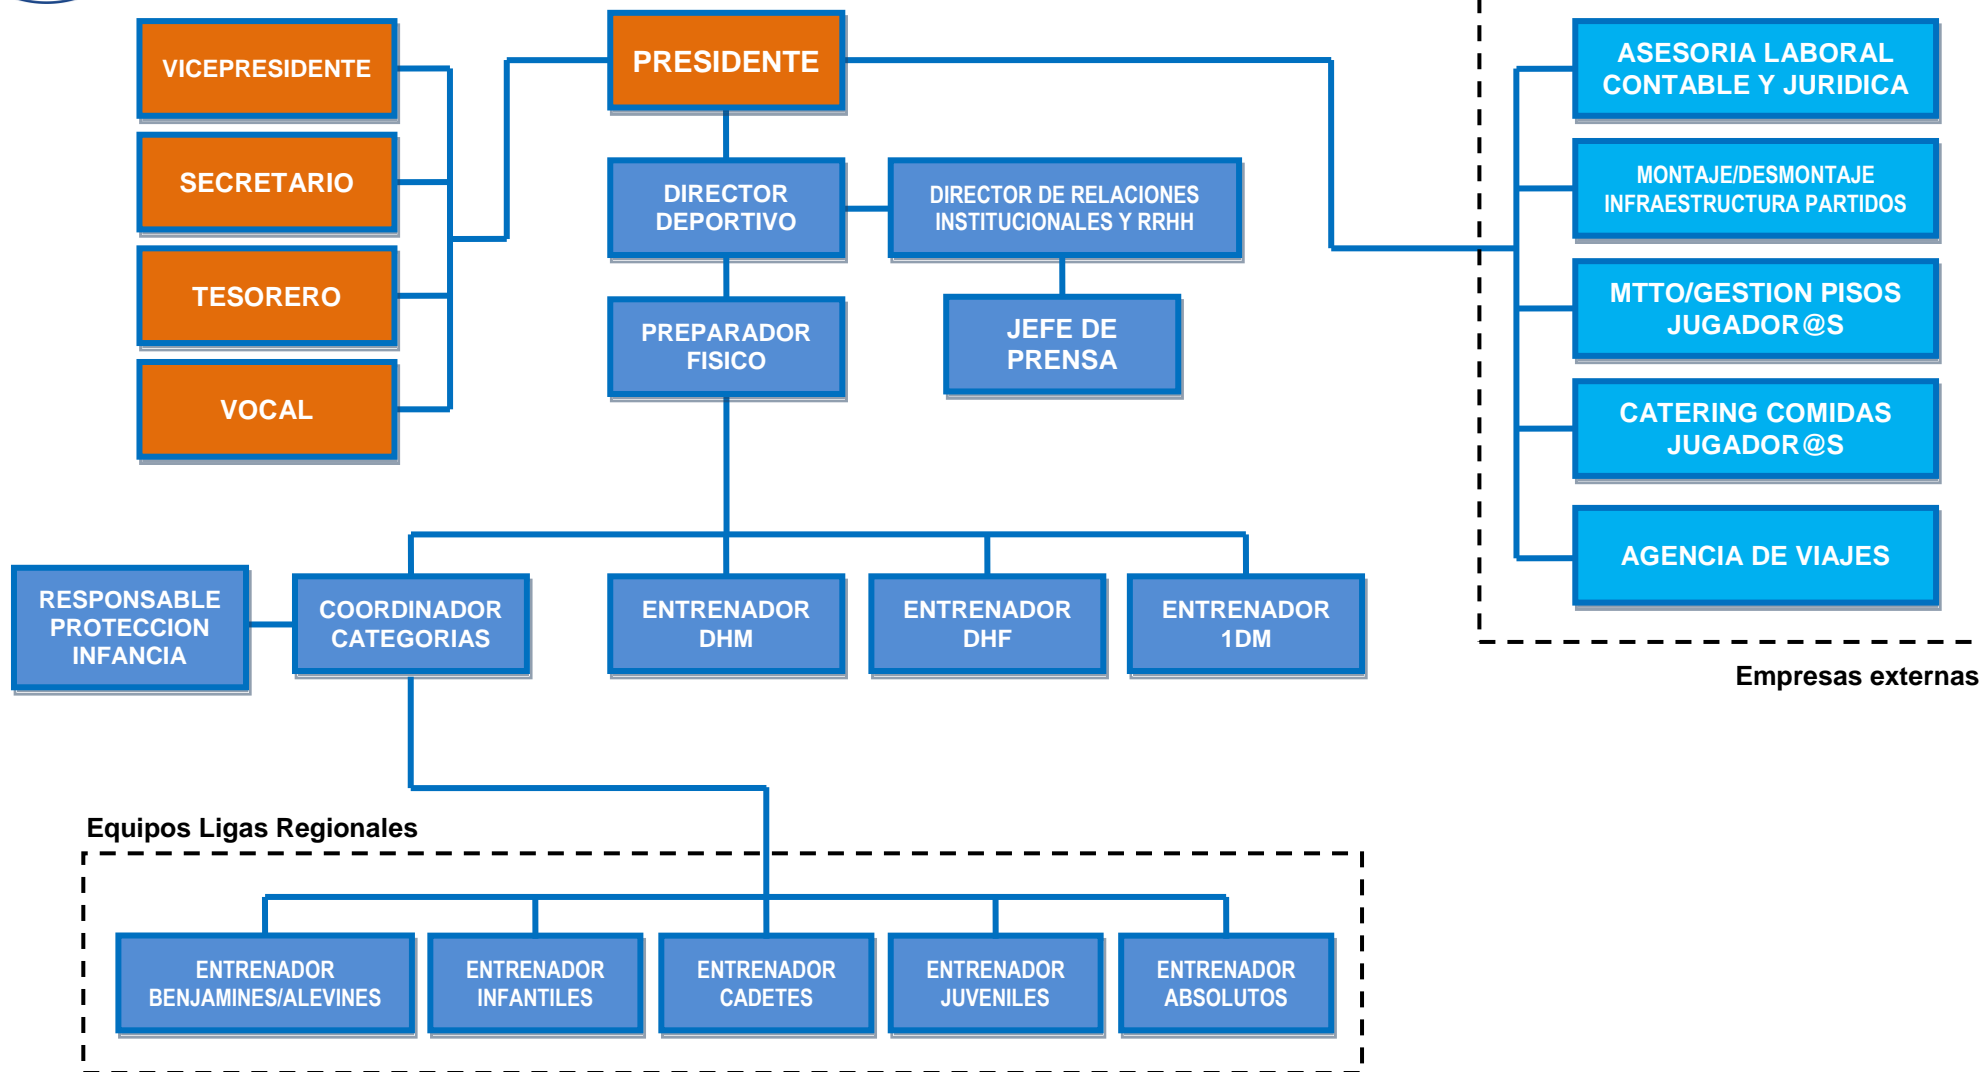 VICEPRESIDENTE
SECRETARIO
TESORERO
VOCAL
PRESIDENTE
DIRECTOR
DEPORTIVO
DIRECTOR DE RELACIONES
INSTITUCIONALES Y RRHH
PREPARADOR
FISICO
JEFE DE
PRENSA
ASESORIA LABORAL
CONTABLE Y JURIDICA
MONTAJE/DESMONTAJE
INFRAESTRUCTURA PARTIDOS
MTTO/GESTION PISOS
JUGADOR@S
CATERING COMIDAS
JUGADOR@S
AGENCIA DE VIAJES
Empresas externas
RESPONSABLE
PROTECCION
INFANCIA
COORDINADOR
CATEGORIAS
ENTRENADOR
DHM
ENTRENADOR
DHF
ENTRENADOR
1DM
Equipos Ligas Regionales
ENTRENADOR
BENJAMINES/ALEVINES
ENTRENADOR
INFANTILES
ENTRENADOR
CADETES
ENTRENADOR
JUVENILES
ENTRENADOR
ABSOLUTOS